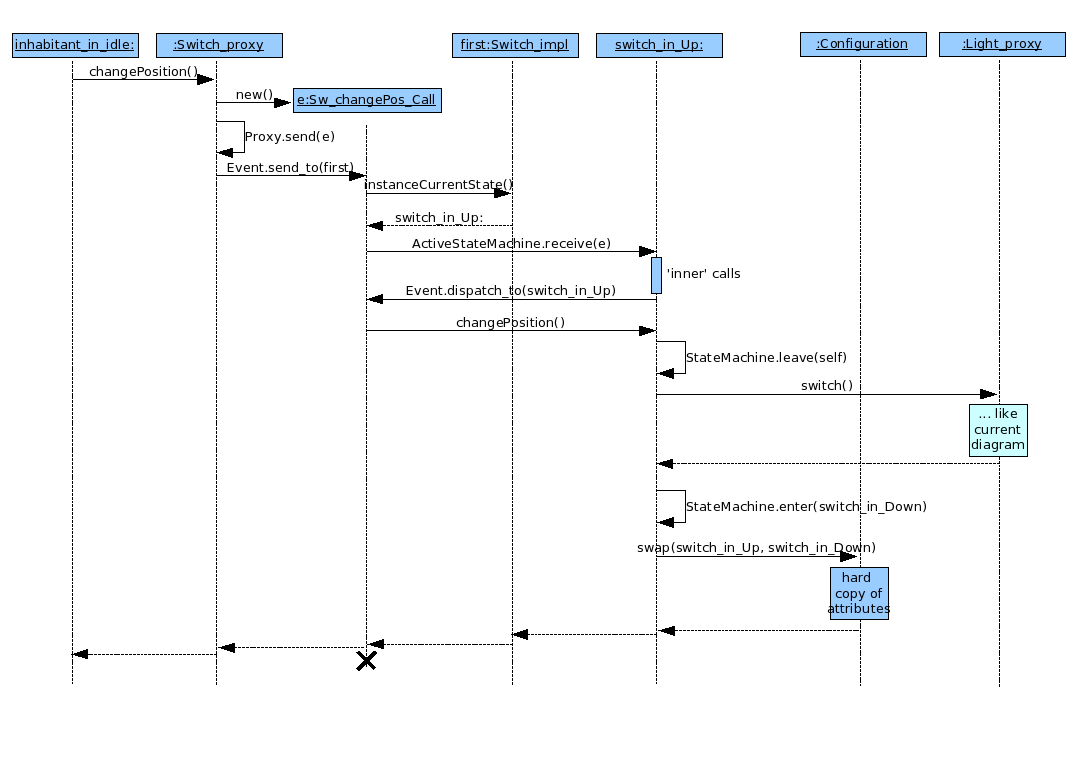 inhabitant_in_idle:
:Switch_proxy
first:Switch_impl
switch_in_Up:
:Configuration
:Light_proxy
changePosition()
new()
e:Sw_changePos_Call
Proxy.send(e)
Event.send_to(first)
instanceCurrentState()
switch_in_Up:
ActiveStateMachine.receive(e)
'inner' calls
Event.dispatch_to(switch_in_Up)
changePosition()
StateMachine.leave(self)
switch()
... like
current
diagram
StateMachine.enter(switch_in_Down)
swap(switch_in_Up, switch_in_Down)
hard
copy of
attributes